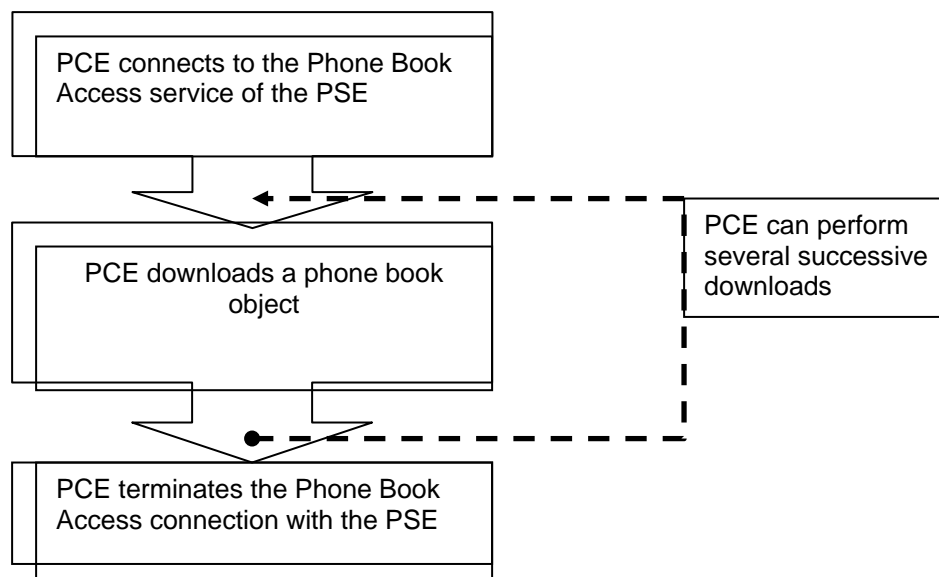 PCE connects to the Phone Book
Access service of the PSE
PCE downloads a phone book
object
PCE can perform
several successive
downloads
PCE terminates the Phone Book
Access connection with the PSE